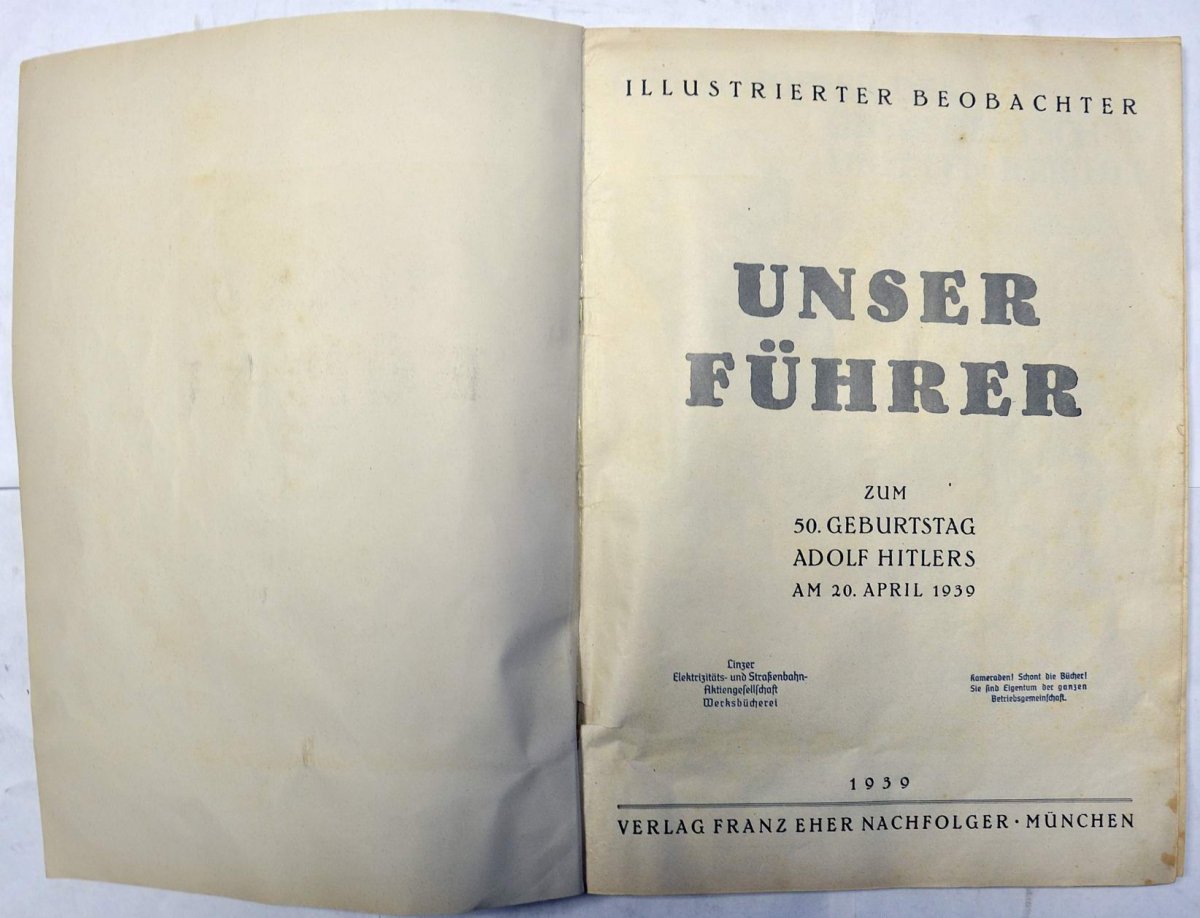 ILLUSTRIERTER BEOBACHTER
UNSER
FÜHRER
ZUM
50. GEBURTSTAG
ADOLF HITLERS
AM 20. APRIL 1939
Linzer
Elektrizitäts- und Straßenbahn-
Aktiengesellschaft
Werksbücherei
Kameraden! Schont die Bücher!
Sie sind Eigentum der ganzen
Betriebsgemeinschaft.
1939
VERLAG FRANZ EHER NACHFOLGER · MÜNCHEN